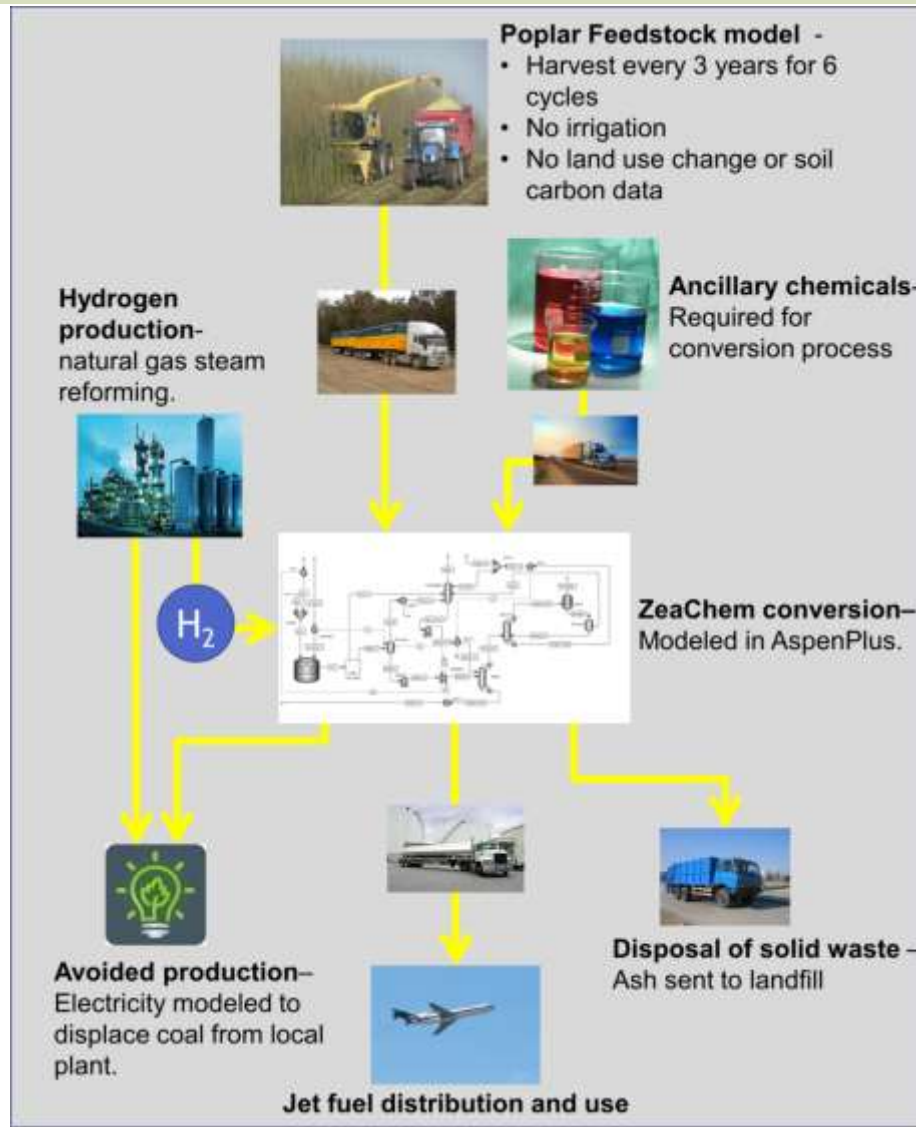 Poplar Feedstock model -
• Harvest every 3 years for 6
cycles
• No irrigation
• No land use change or soil
carbon data
Hydrogen
production-
natural gas steam
reforming.
Ancillary chemicals-
Required for
conversion process
H2
ZeaChem conversion–
Modeled in AspenPlus.
Avoided production–
Electricity modeled to
displace coal from local
plant.
Disposal of solid waste –
Ash sent to landfill
Jet fuel distribution and use